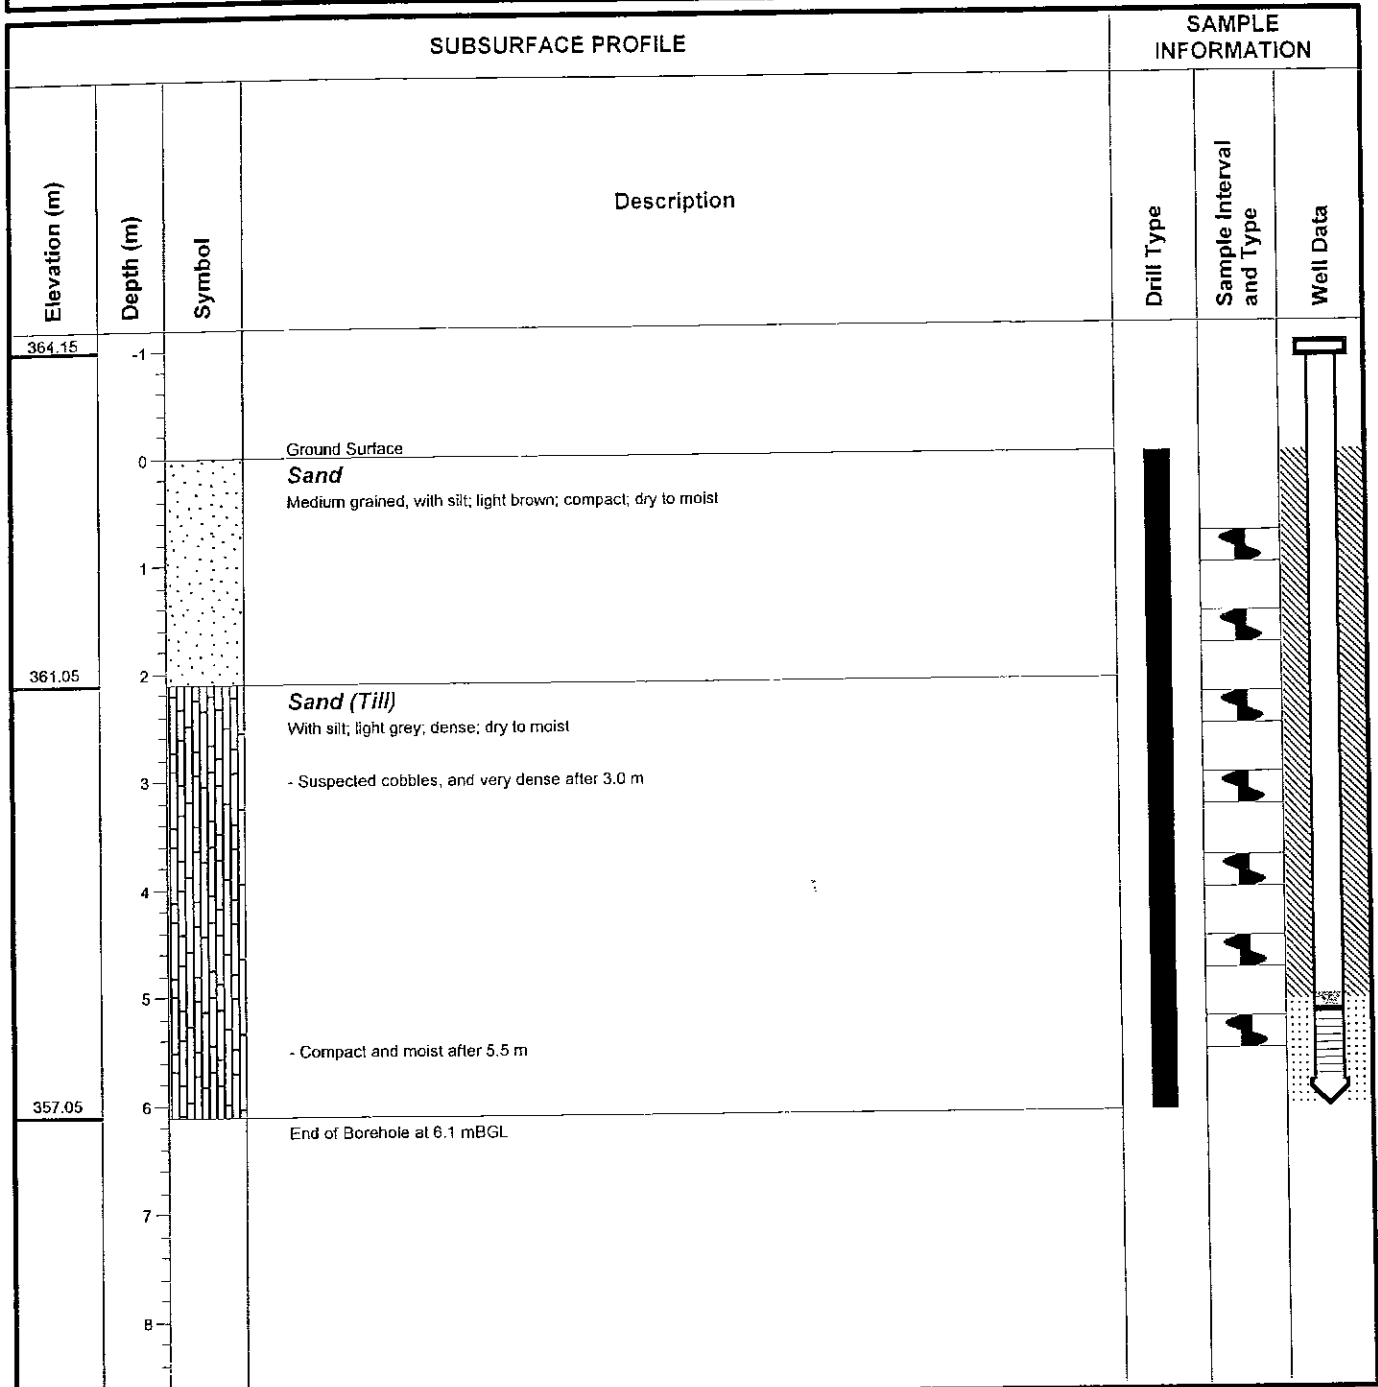 SUBSURFACE PROFILE
SAMPLE
INFORMATION
Elevation (m)
Depth (m)
Symbol
Description
Drill Type
Sample Interval
and Type
Well Data
364.15
-1
Ground Surface
0
Sand
Medium grained, with silt; light brown; compact; dry to moist
1
361.05
2
Sand (Till)
With silt; light grey; dense; dry to moist
3
- Suspected cobbles, and very dense after 3.0 m
4
5
- Compact and moist after 5.5 m
357.05
6
End of Borehole at 6.1 mBGL
7
8